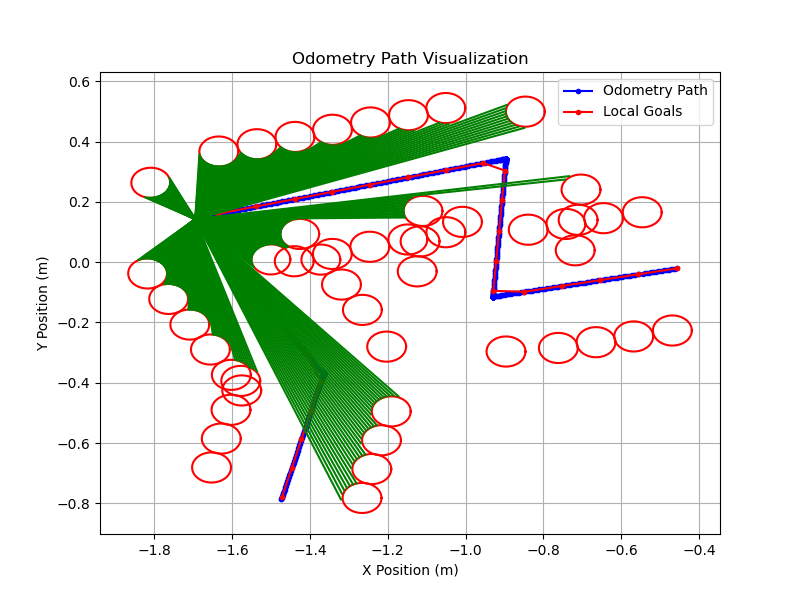 Odometry Path Visualization
Odometry Path
Local Goals
Y Position (m)
0.6
0.4
0.2
0.0
−0.2
−0.4
−0.6
−0.8
−1.8 −1.6 −1.4 −1.2 −1.0 −0.8 −0.6 −0.4
X Position (m)